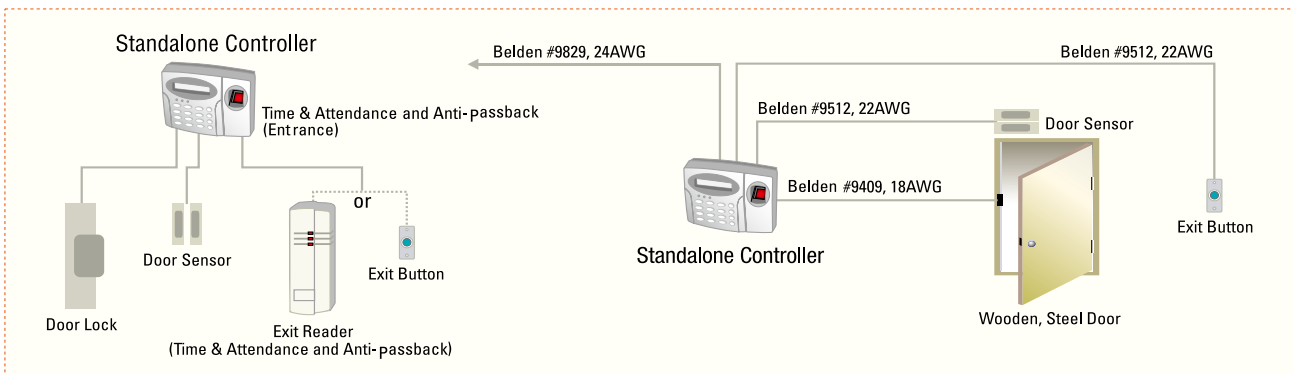 Standalone Controller
Time & Attendance and Anti-passback
(Entrance)
or
Door Sensor
Exit Button
Door Lock
Exit Reader
(Time & Attendance and Anti-passback)
Belden #9829, 24AWG
Belden #9512, 22AWG
Belden #9512, 22AWG
Door Sensor
Belden #9409, 18AWG
Standalone Controller
Exit Button
Wooden, Steel Door